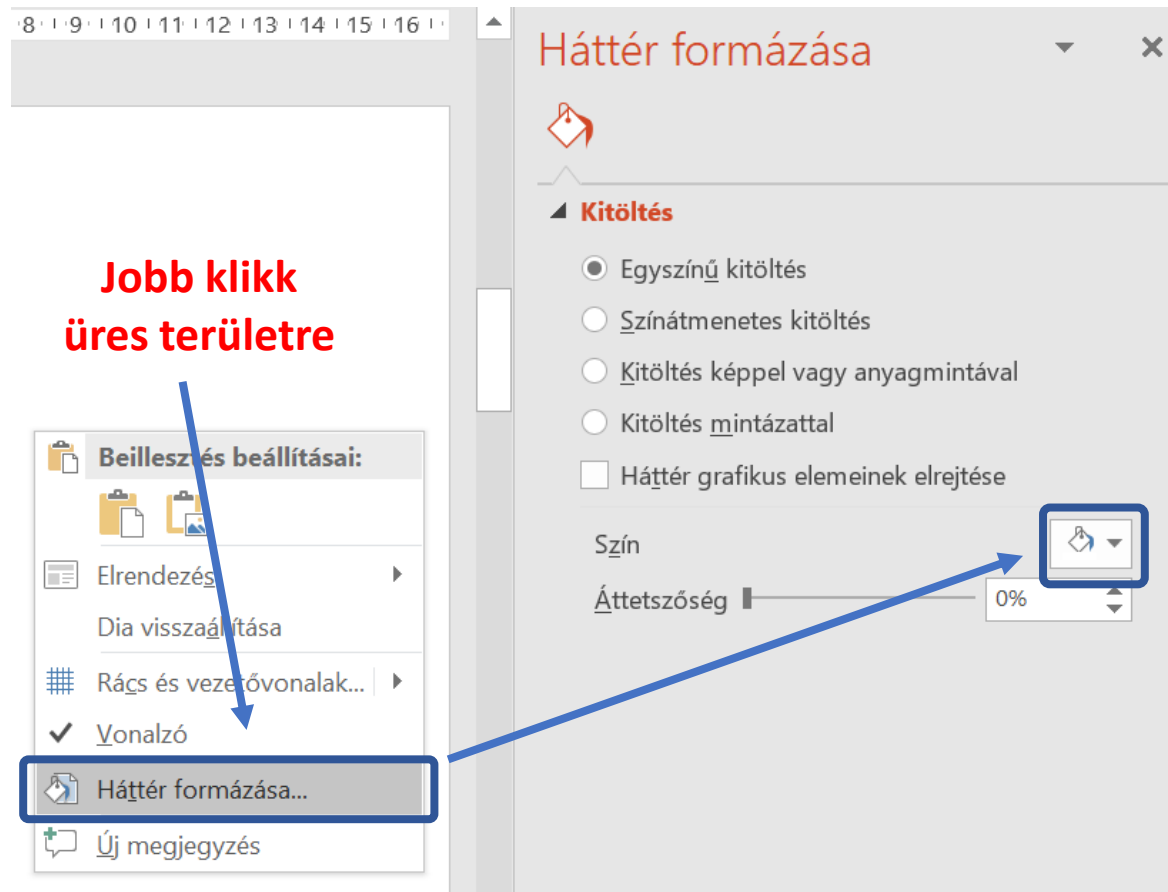 8 9 10 11 12 13 14 15 16
Jobb klikk
üres területre
Beillesztés beállításai:
Elrendezés
Dia visszaállítása
Rács és vezetővonalak...
Vonalzó
Háttér formázása...
Új megjegyzés
Háttér formázása
Kitöltés
Egyszínű kitöltés
Színátmenetes kitöltés
Kitöltés képpel vagy anyagmintával
Kitöltés mintázattal
Háttér grafikus elemeinek elrejtése
Szín
Áttetszőség 0%